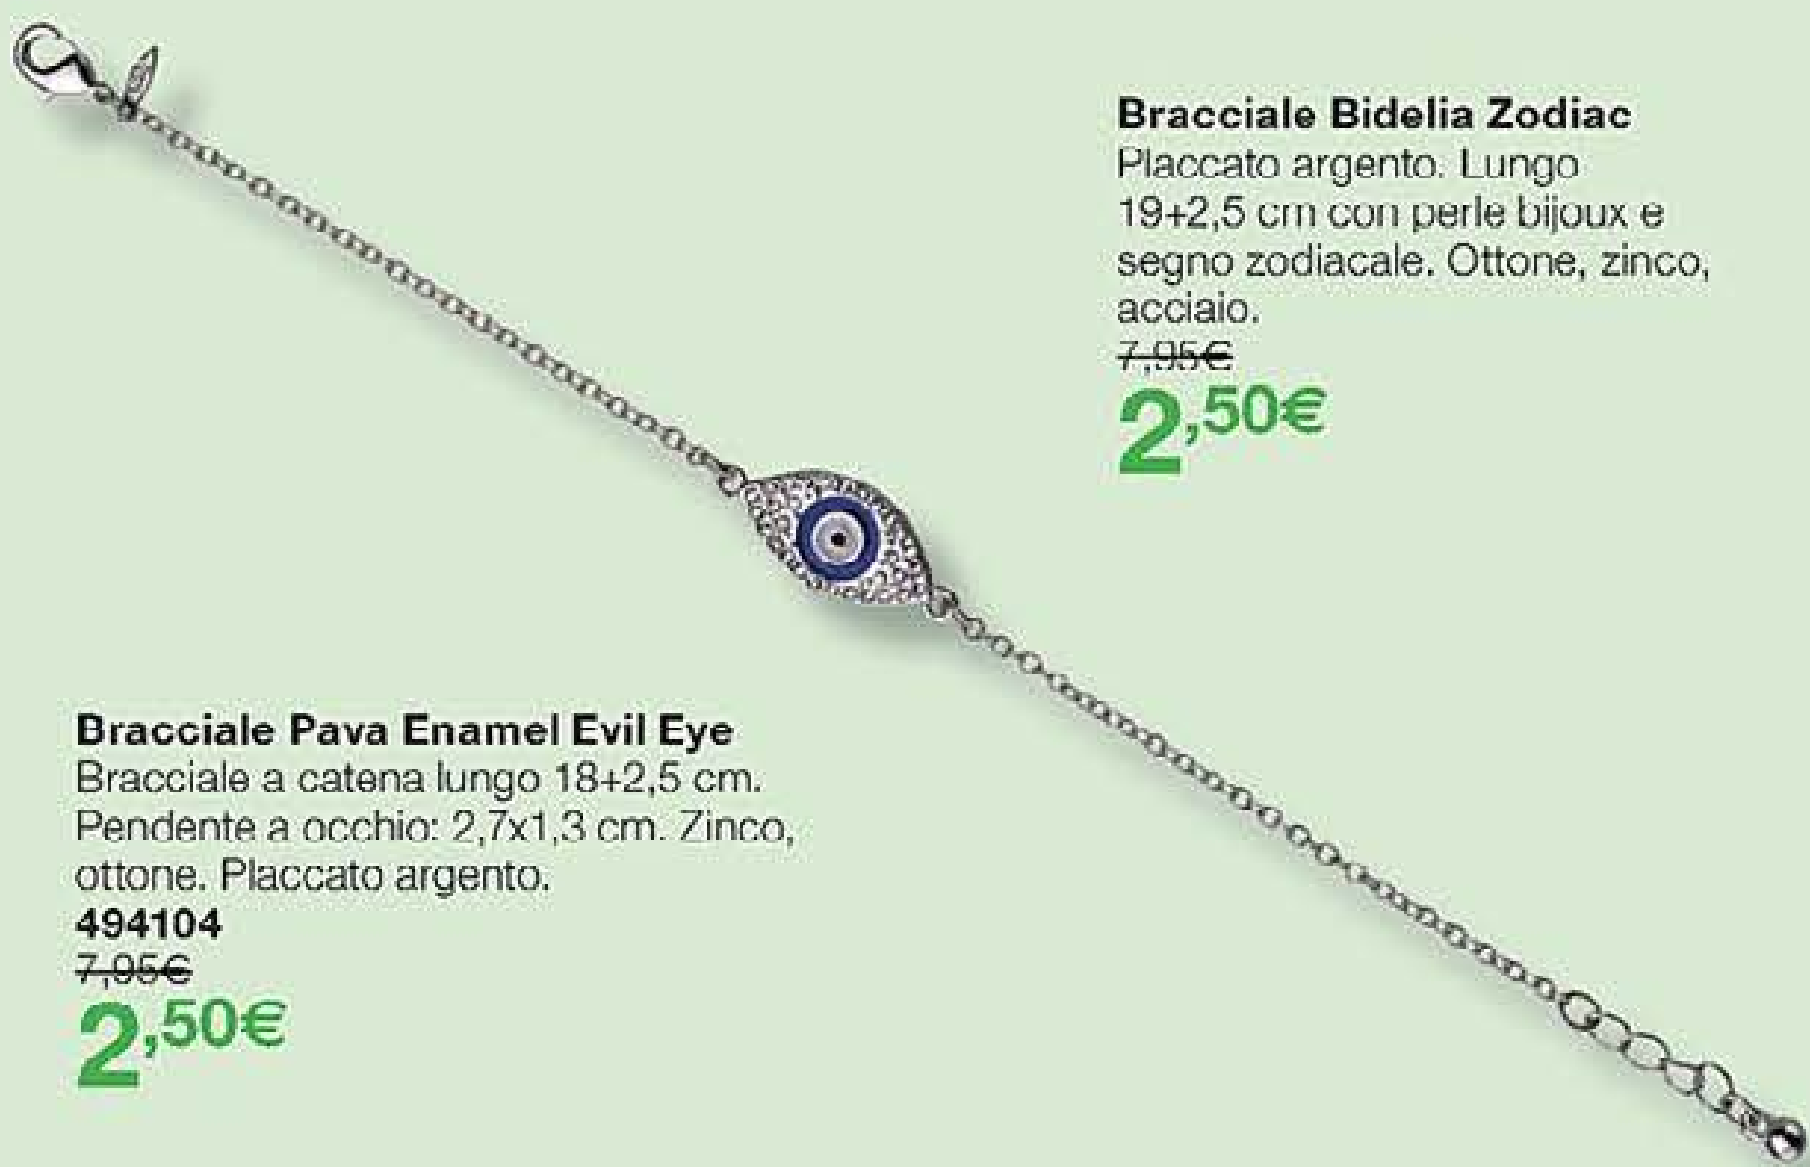 Bracciale Bidelia Zodiac
Placcato argento. Lungo
19+2,5 cm con perle bijoux e
segno zodiacale. Ottone, zinco,
acciaio.
7,95€
2,50€
Bracciale Pava Enamel Evil Eye
Bracciale a catena lungo 18+2,5 cm.
Pendente a occhio: 2,7x1,3 cm. Zinco,
ottone. Placcato argento.
494104
7,95€
2,50€